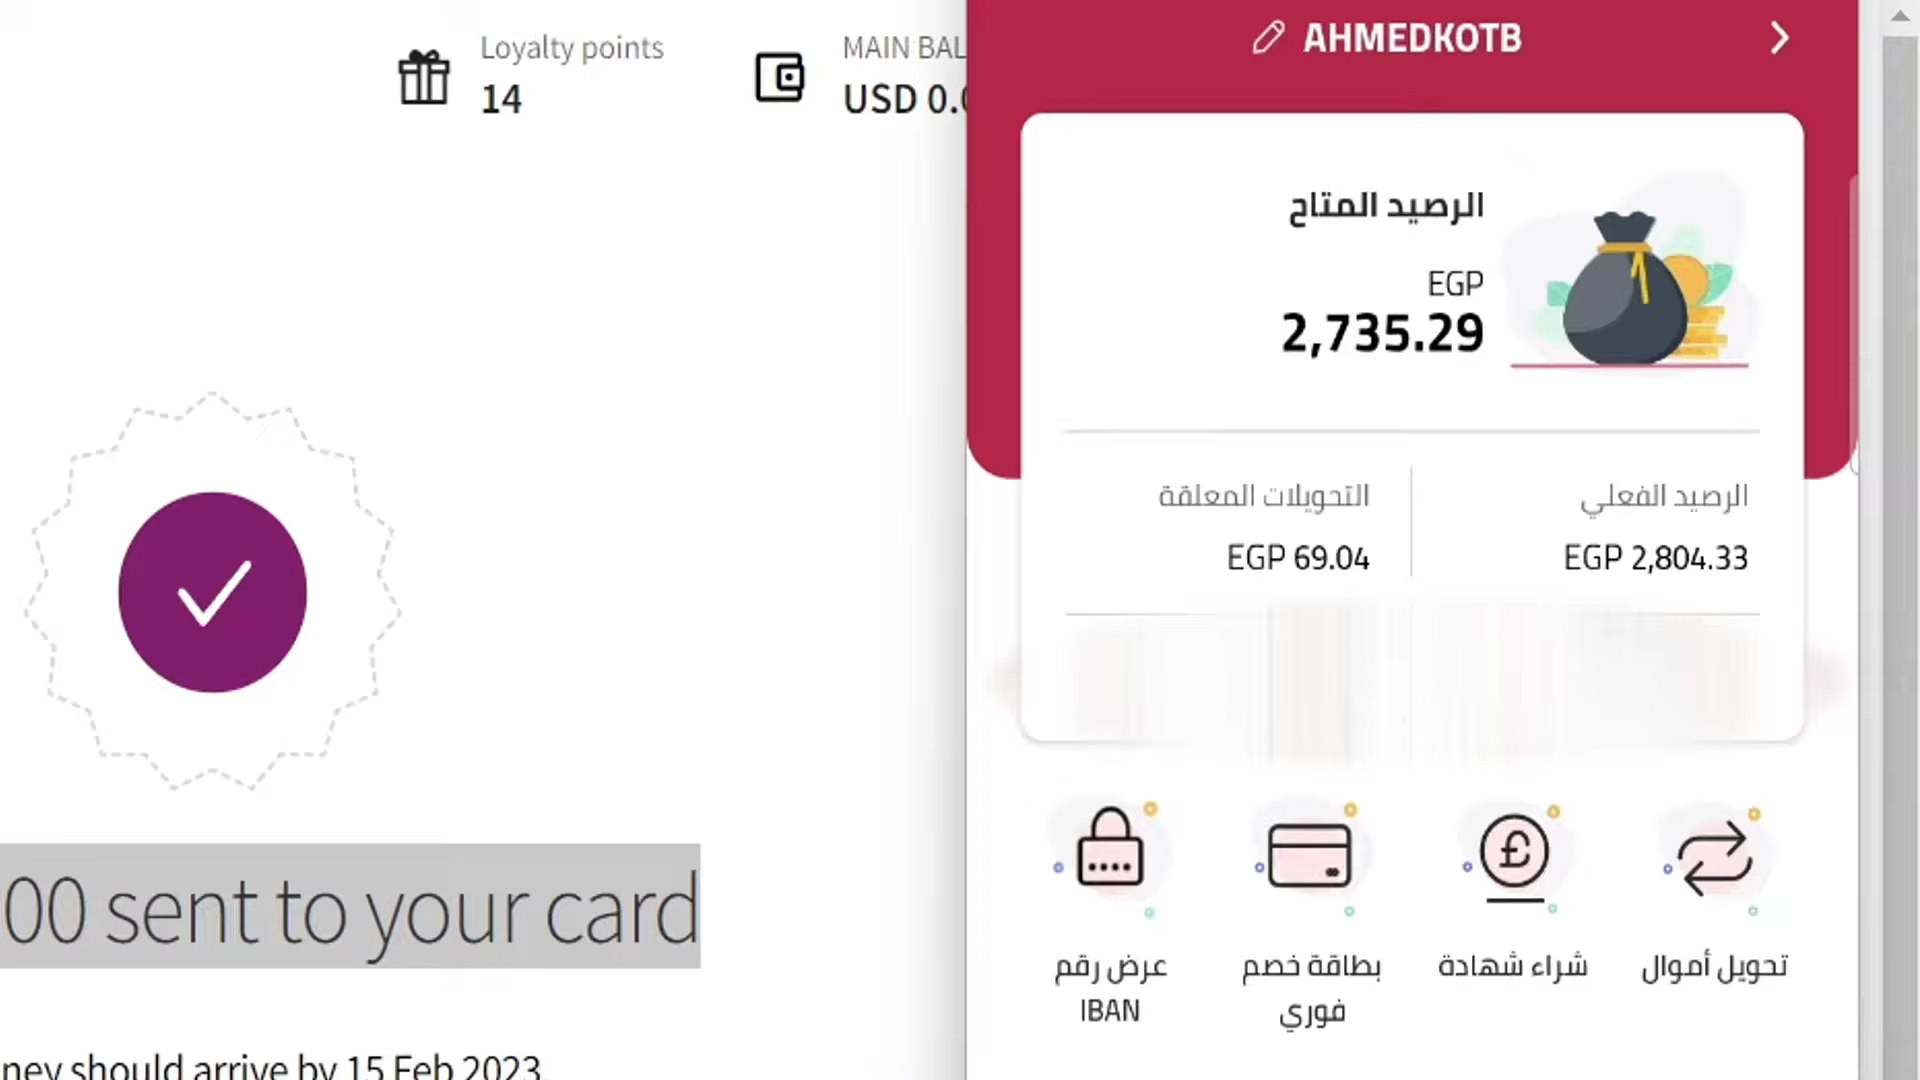 Loyalty points
14
MAIN BAL
USD 0.0
00 sent to your card
ney should arrive by 15 Feb 2023.
AHMEDKOTB
الرصيد المتاح
EGP
2,735.29
الرصيد الفعلي
EGP 2,804.33
التحويلات المعلقة
EGP 69.04
تحويل أموال
شراء شهادة
بطاقة خصم
فوري
عرض رقم
IBAN